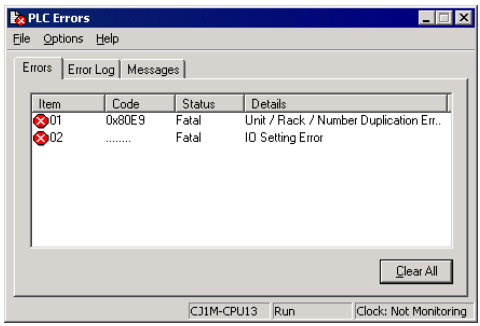 PLC Errors
File Options Help
Errors Error Log Messages
Item Code Status Details
01 0x80E9 Fatal Unit / Rack / Number Duplication Err..
02 ........ Fatal IO Setting Error
Clear All
CJ1M-CPU13 Run Clock: Not Monitoring